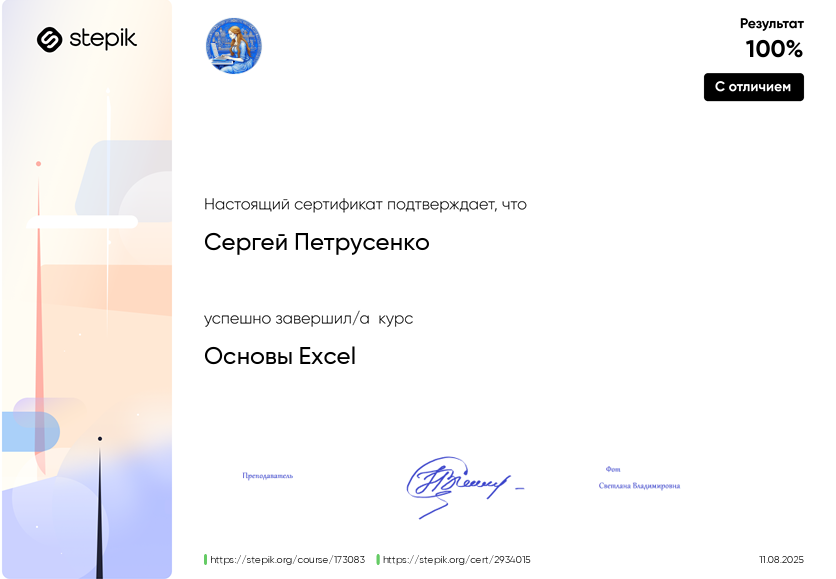 stepik
Результат
100%
С отличием
Настоящий сертификат подтверждает, что
Сергей Петрусенко
успешно завершил/а курс
Основы Excel
Преподаватель
Фот
Светлана Владимировна
https://stepik.org/course/173083 https://stepik.org/cert/2934015
11.08.2025